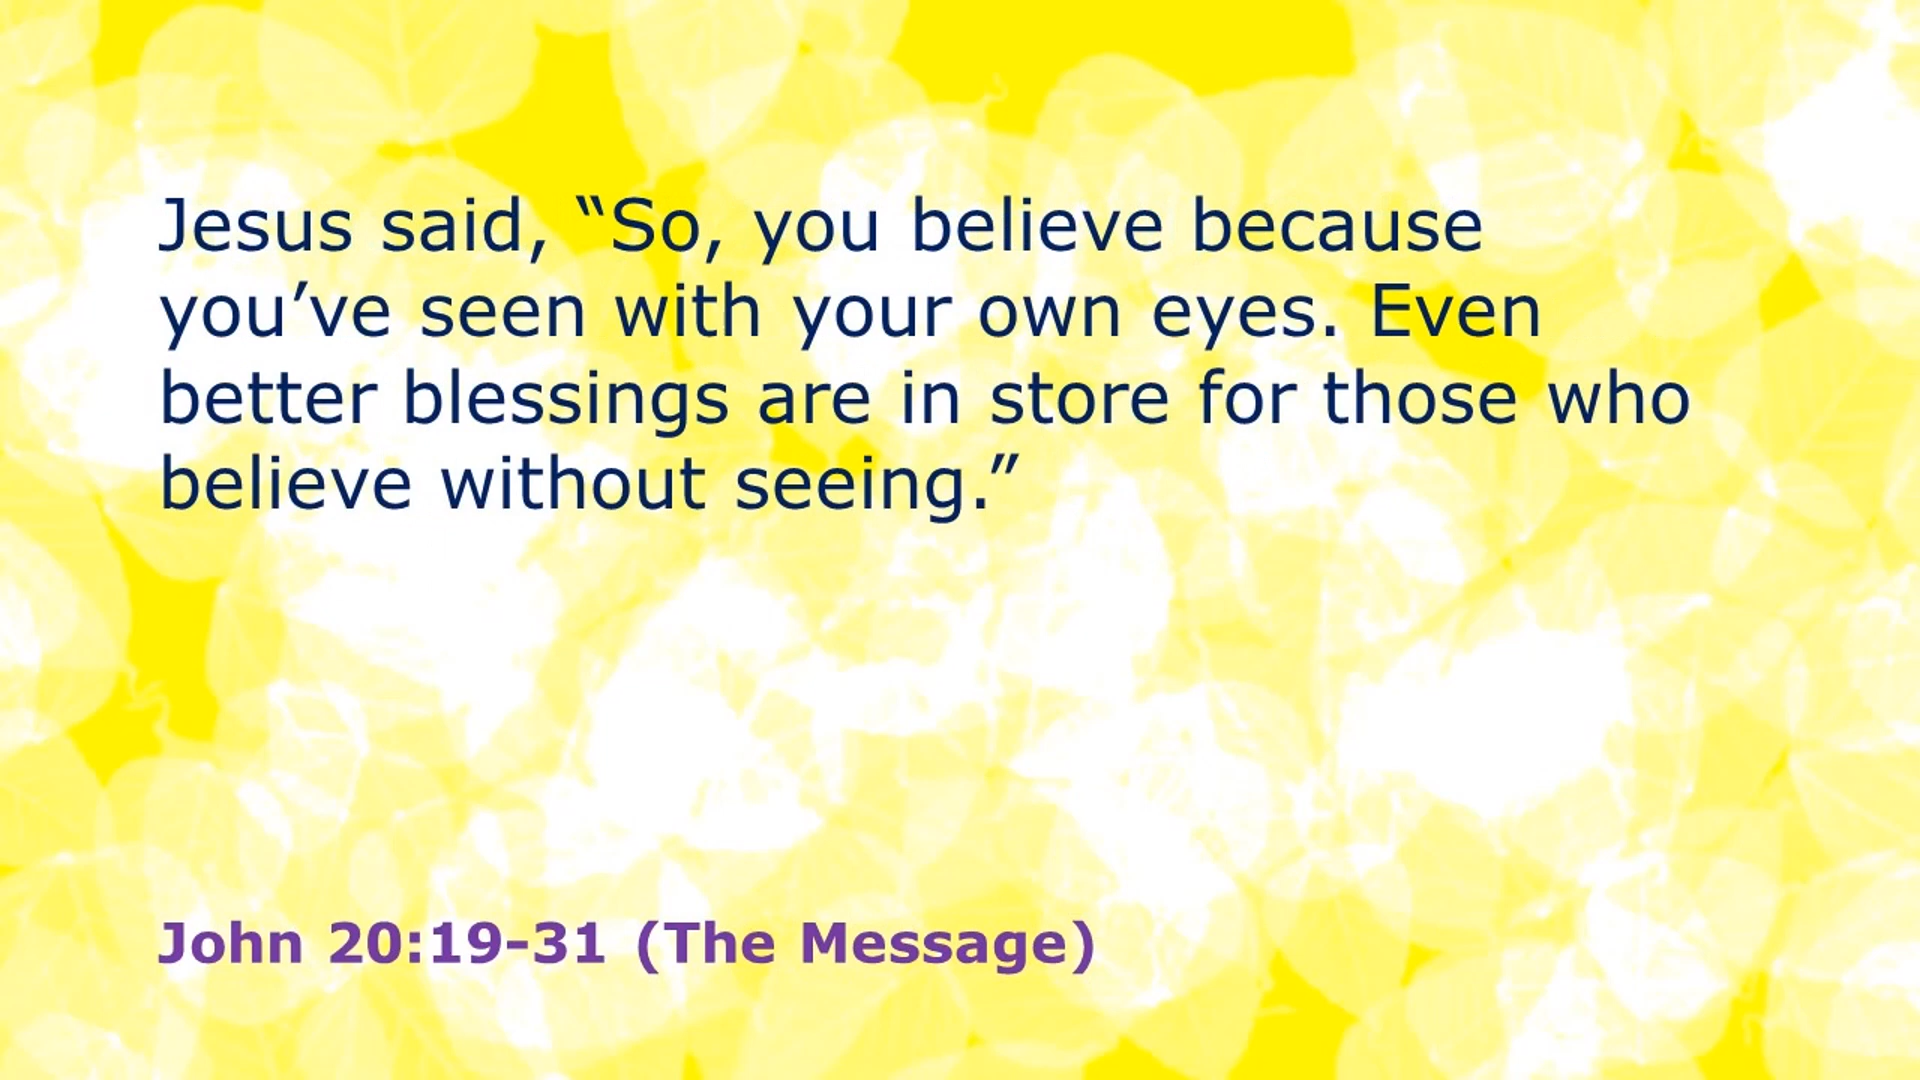 Jesus said, “So, you believe because
you’ve seen with your own eyes. Even
better blessings are in store for those who
believe without seeing.”
John 20:19-31 (The Message)